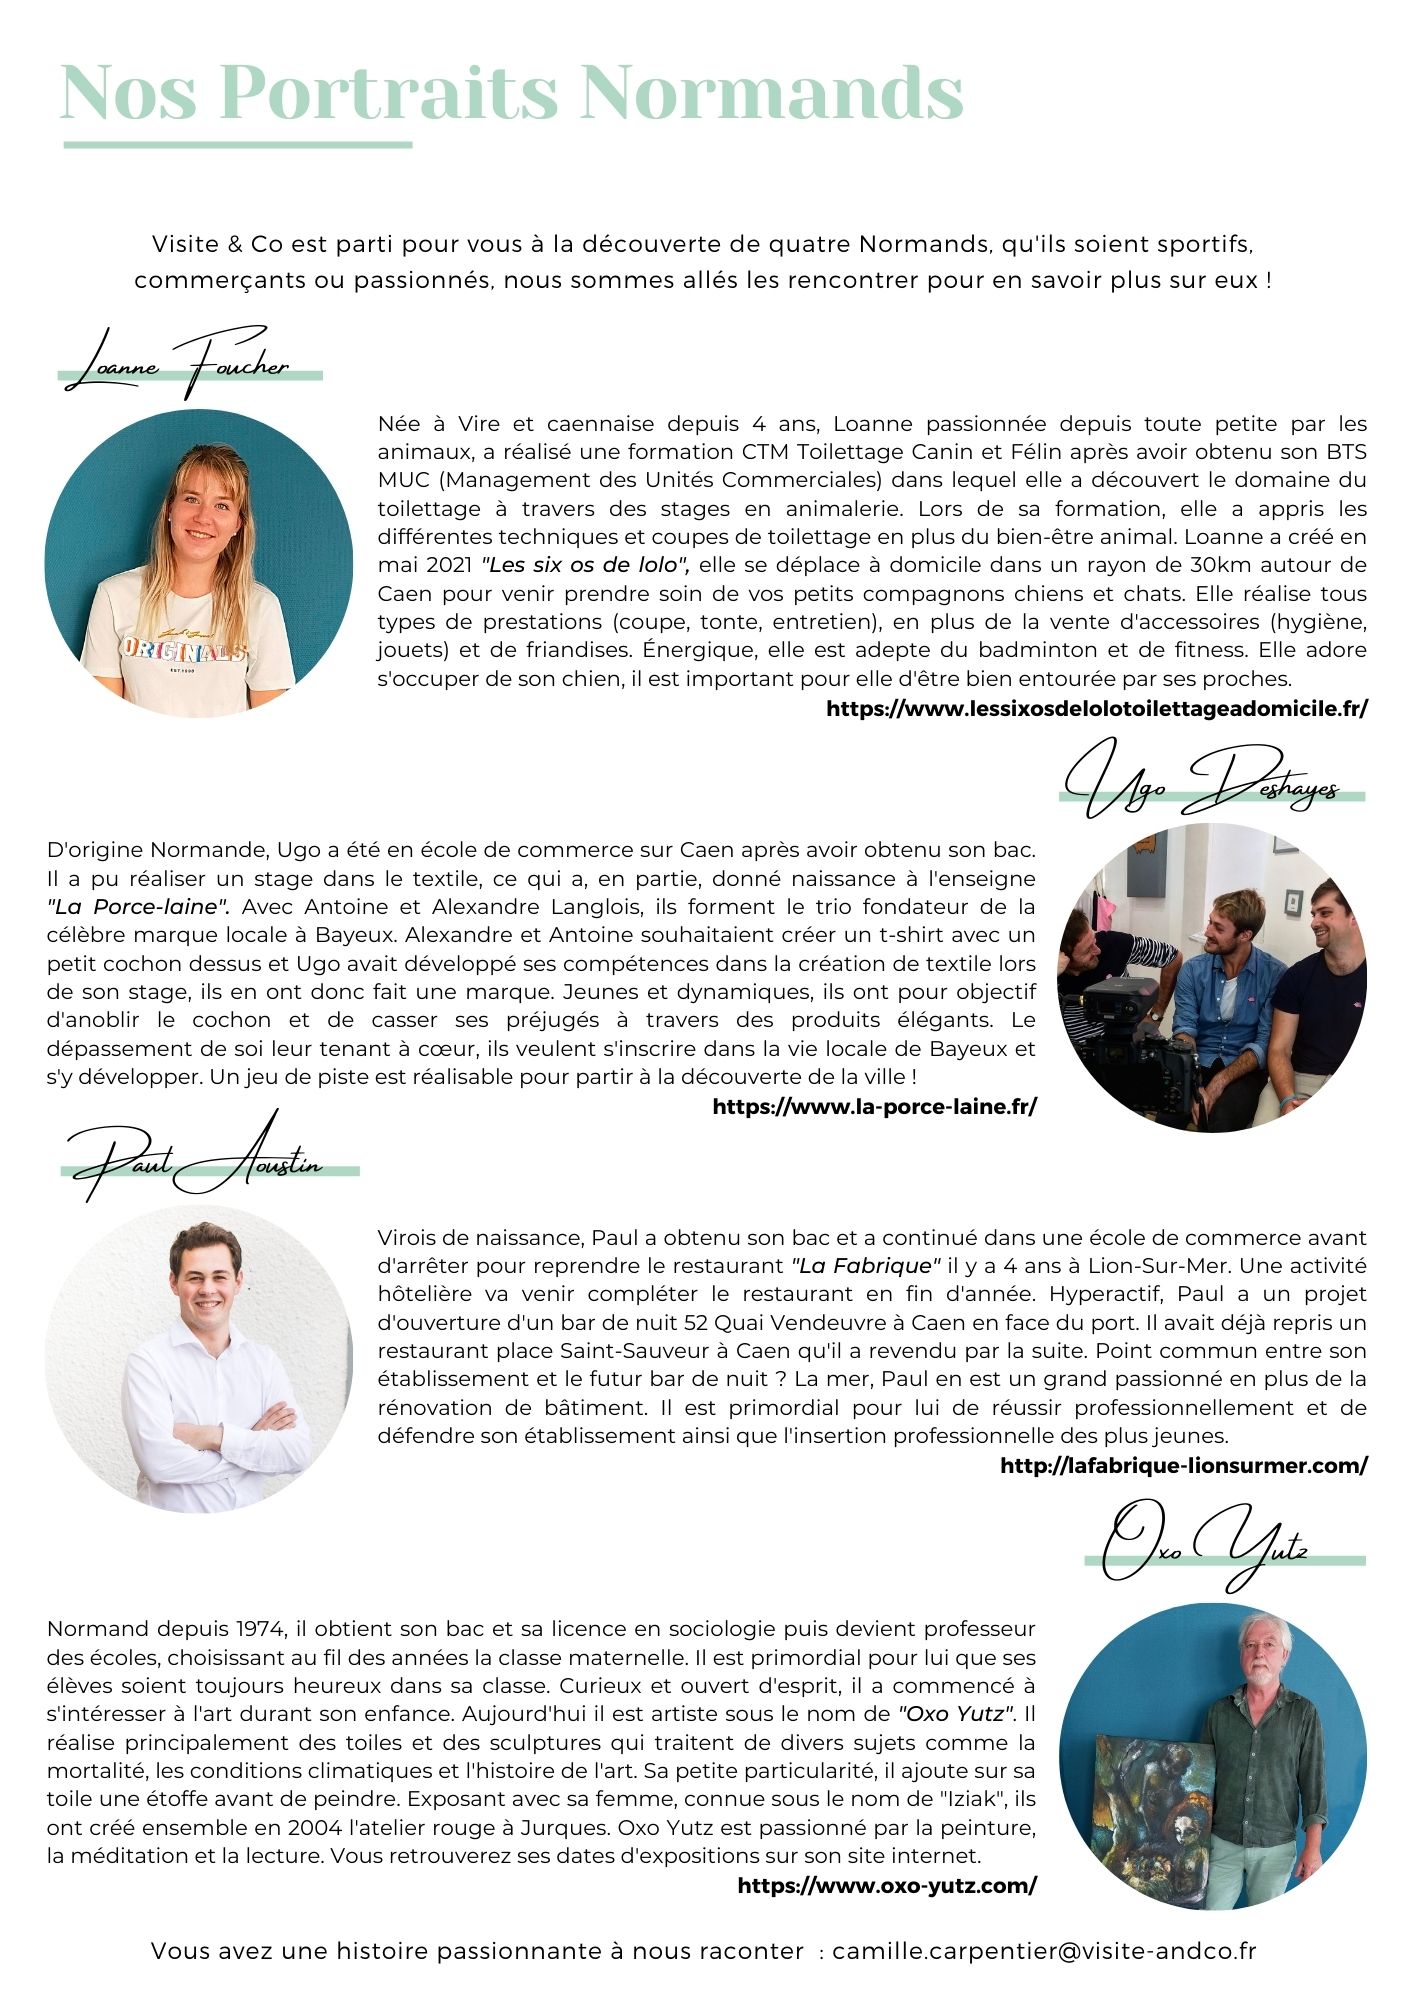 Nos Portraits Normands
Visite & Co est parti pour vous à la découverte de quatre Normands, qu'ils soient sportifs,
commerçants ou passionnés, nous sommes allés les rencontrer pour en savoir plus sur eux !
Loanne Foucher
Née à Vire et caennaise depuis 4 ans, Loanne passionnée depuis toute petite par les
animaux, a réalisé une formation CTM Toilettage Canin et Félin après avoir obtenu son BTS
MUC (Management des Unités Commerciales) dans lequel elle a découvert le domaine du
toilettage à travers des stages en animalerie. Lors de sa formation, elle a appris les
différentes techniques et coupes de toilettage en plus du bien-être animal. Loanne a créé en
mai 2021 "Les six os de lolo", elle se déplace à domicile dans un rayon de 30km autour de
Caen pour venir prendre soin de vos petits compagnons chiens et chats. Elle réalise tous
types de prestations (coupe, tonte, entretien), en plus de la vente d'accessoires (hygiène,
jouets) et de friandises. Énergique, elle est adepte du badminton et de fitness. Elle adore
s'occuper de son chien, il est important pour elle d'être bien entourée par ses proches.
https://www.lessixosdelolotoilettageadomicile.fr/
ORIGINALS
EST.1990
Ugo Deshayes
D'origine Normande, Ugo a été en école de commerce sur Caen après avoir obtenu son bac.
Il a pu réaliser un stage dans le textile, ce qui a, en partie, donné naissance à l'enseigne
"La Porce-laine". Avec Antoine et Alexandre Langlois, ils forment le trio fondateur de la
célèbre marque locale à Bayeux. Alexandre et Antoine souhaitaient créer un t-shirt avec un
petit cochon dessus et Ugo avait développé ses compétences dans la création de textile lors
de son stage, ils en ont donc fait une marque. Jeunes et dynamiques, ils ont pour objectif
d'anoblir le cochon et de casser ses préjugés à travers des produits élégants. Le
dépassement de soi leur tenant à cœur, ils veulent s'inscrire dans la vie locale de Bayeux et
s'y développer. Un jeu de piste est réalisable pour partir à la découverte de la ville !
https://www.la-porce-laine.fr/
Paul Aoustin
Virois de naissance, Paul a obtenu son bac et a continué dans une école de commerce avant
d'arrêter pour reprendre le restaurant "La Fabrique" il y a 4 ans à Lion-Sur-Mer. Une activité
hôtelière va venir compléter le restaurant en fin d'année. Hyperactif, Paul a un projet
d'ouverture d'un bar de nuit 52 Quai Vendeuvre à Caen en face du port. Il avait déjà repris un
restaurant place Saint-Sauveur à Caen qu'il a revendu par la suite. Point commun entre son
établissement et le futur bar de nuit ? La mer, Paul en est un grand passionné en plus de la
rénovation de bâtiment. Il est primordial pour lui de réussir professionnellement et de
défendre son établissement ainsi que l'insertion professionnelle des plus jeunes.
http://lafabrique-lionsurmer.com/
Oxo Yutz
Normand depuis 1974, il obtient son bac et sa licence en sociologie puis devient professeur
des écoles, choisissant au fil des années la classe maternelle. Il est primordial pour lui que ses
élèves soient toujours heureux dans sa classe. Curieux et ouvert d'esprit, il a commencé à
s'intéresser à l'art durant son enfance. Aujourd'hui il est artiste sous le nom de "Oxo Yutz". Il
réalise principalement des toiles et des sculptures qui traitent de divers sujets comme la
mortalité, les conditions climatiques et l'histoire de l'art. Sa petite particularité, il ajoute sur sa
toile une étoffe avant de peindre. Exposant avec sa femme, connue sous le nom de "Iziak", ils
ont créé ensemble en 2004 l'atelier rouge à Jurques. Oxo Yutz est passionné par la peinture,
la méditation et la lecture. Vous retrouverez ses dates d'expositions sur son site internet.
https://www.oxo-yutz.com/
Vous avez une histoire passionnante à nous raconter : camille.carpentier@visite-andco.fr